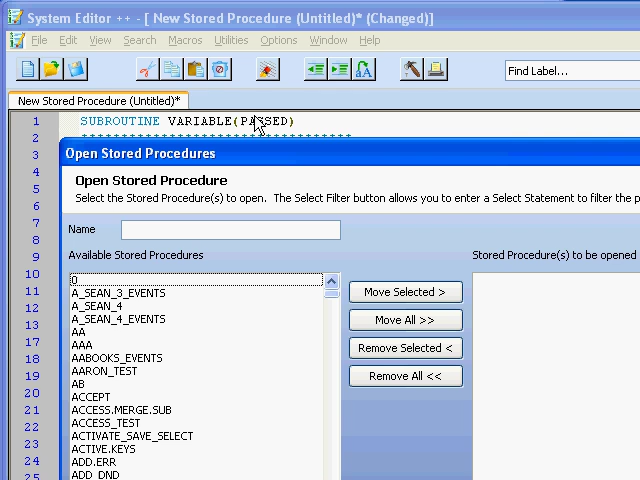 System Editor ++ - [ New Stored Procedure (Untitled)* (Changed)]
File Edit View Search Macros Utilities Options Window Help
Find Label...
New Stored Procedure (Untitled)*
1 SUBROUTINE VARIABLE(PASSED)
2 **********************************
3
Open Stored Procedures
4
Open Stored Procedure
5
Select the Stored Procedure(s) to open. The Select Filter button allows you to enter a Select Statement to filter the p
6
7
Name
8
9
Available Stored Procedures
Stored Procedure(s) to be opened
10
0
11
A_SEAN_3_EVENTS
Move Selected >
12
A_SEAN_4
13
A_SEAN_4_EVENTS
Move All >>
AA
17
AAA
Remove Selected <
18
AABOOKS_EVENTS
19
AARON_TEST
Remove All <<
AB
20
ACCEPT
21
ACCESS.MERGE.SUB
22
ACCESS_TEST
ACTIVATE_SAVE_SELECT
23
ACTIVE.KEYS
24
ADD.ERR
25
ADD_DND